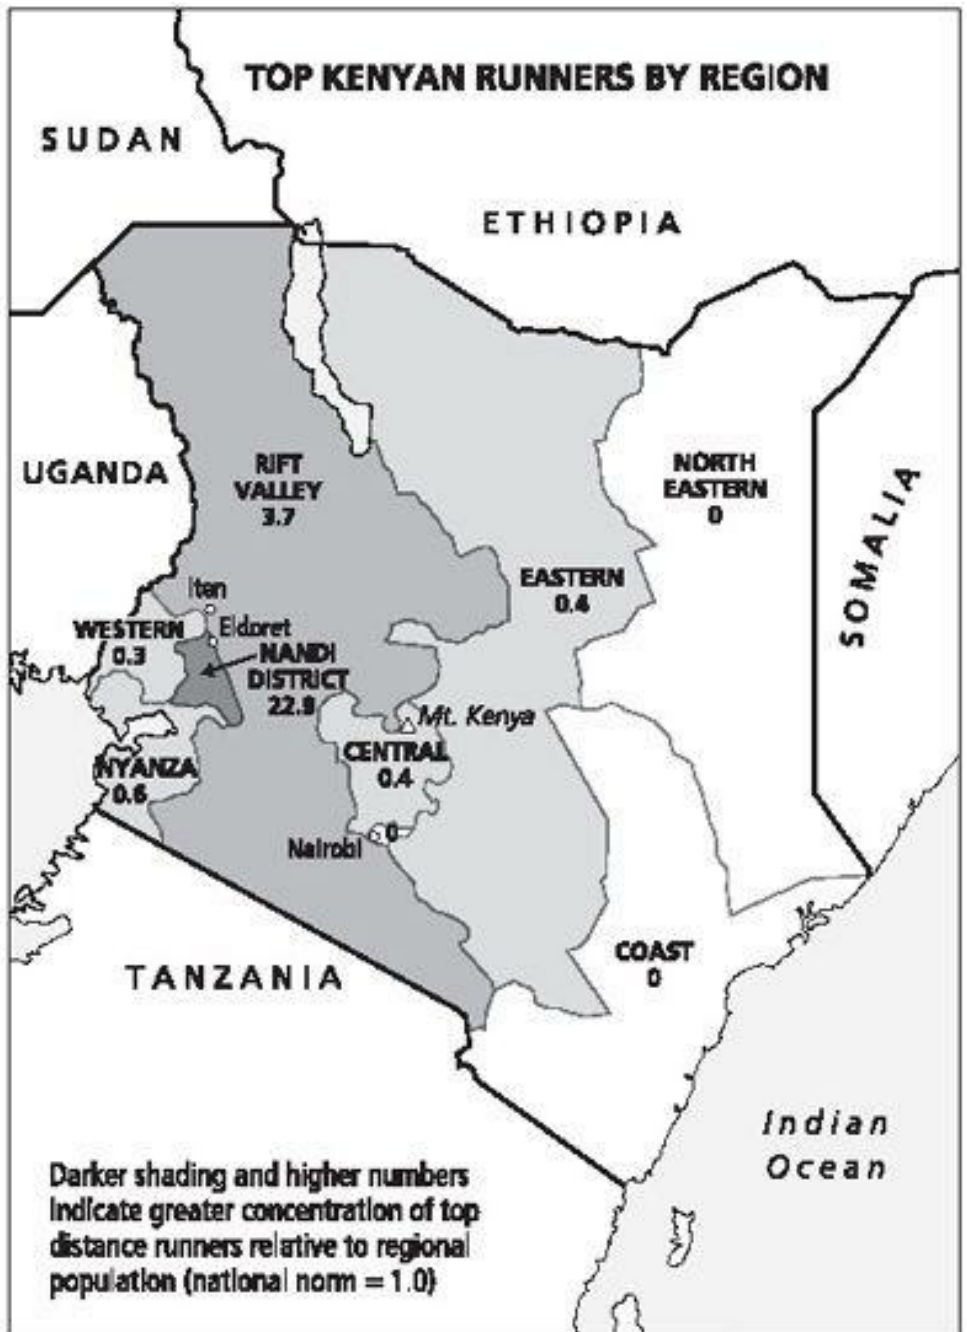 TOP KENYAN RUNNERS BY REGION
SUDAN
ETHIOPIA
UGANDA
RIFT
VALLEY
3.7
NORTH
EASTERN
0
SOMALIA
EASTERN
0.4
Iten
WESTERN
0.3
Eldoret
NANDI
DISTRICT
22.9
Mt. Kenya
CENTRAL
0.4
NYANZA
0.6
0
Nairobi
COAST
0
TANZANIA
Indian
Ocean
Darker shading and higher numbers
indicate greater concentration of top
distance runners relative to regional
population (national norm = 1.0)